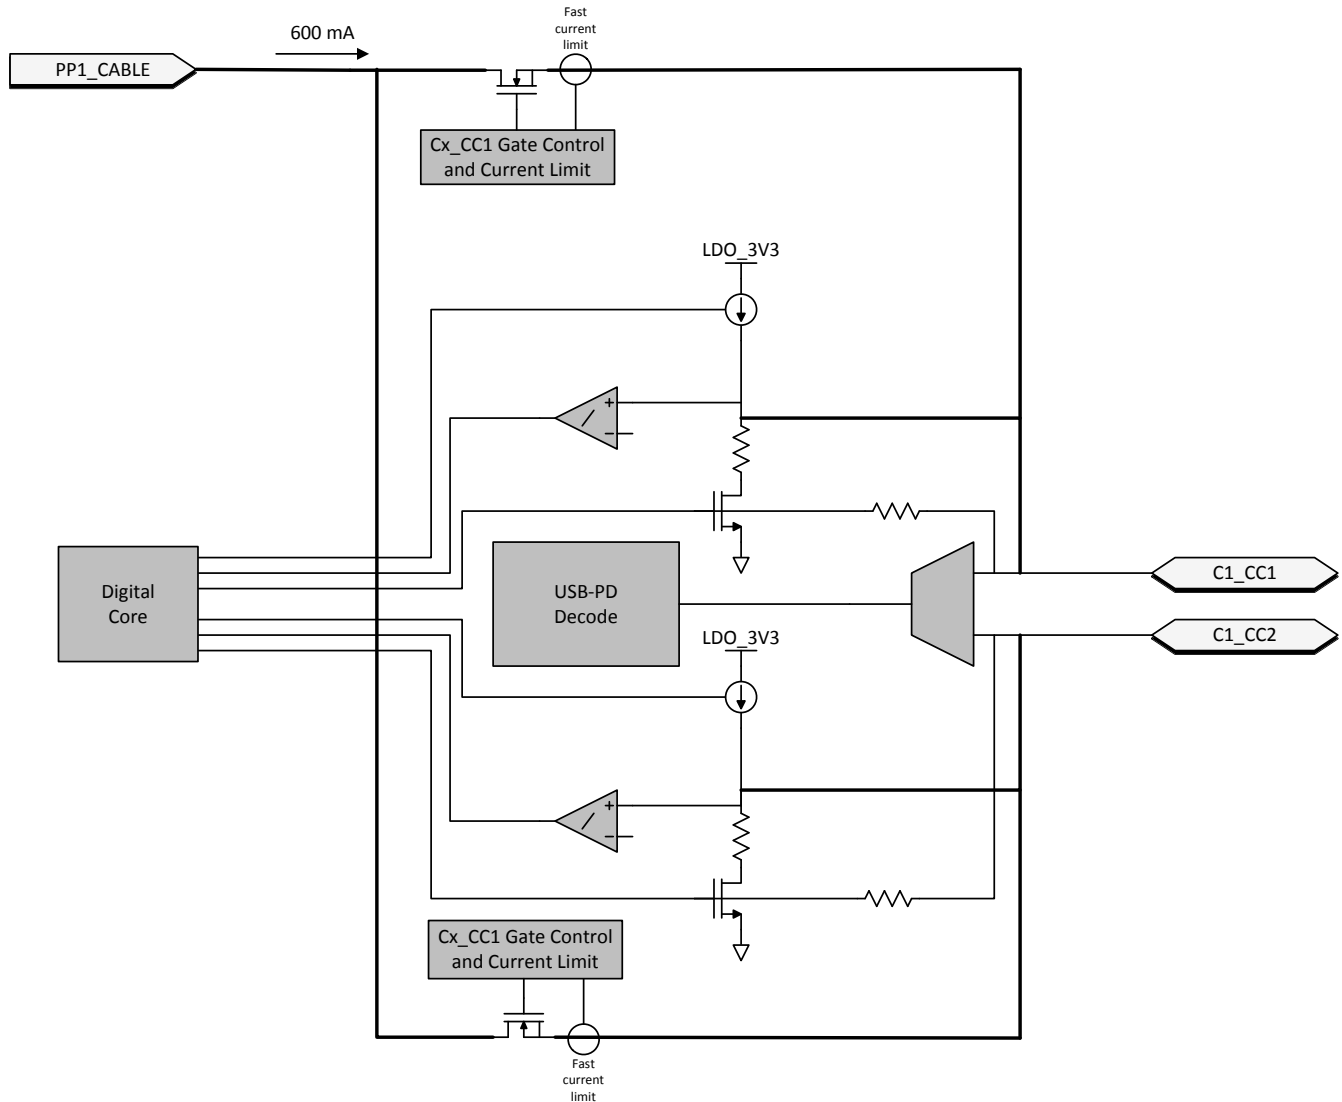 600 mA
Fast
current
limit
PP1_CABLE
Cx_CC1 Gate Control
and Current Limit
LDO_3V3
+
−
Digital
Core
USB-PD
Decode
C1_CC1
C1_CC2
LDO_3V3
+
−
Cx_CC1 Gate Control
and Current Limit
Fast
current
limit